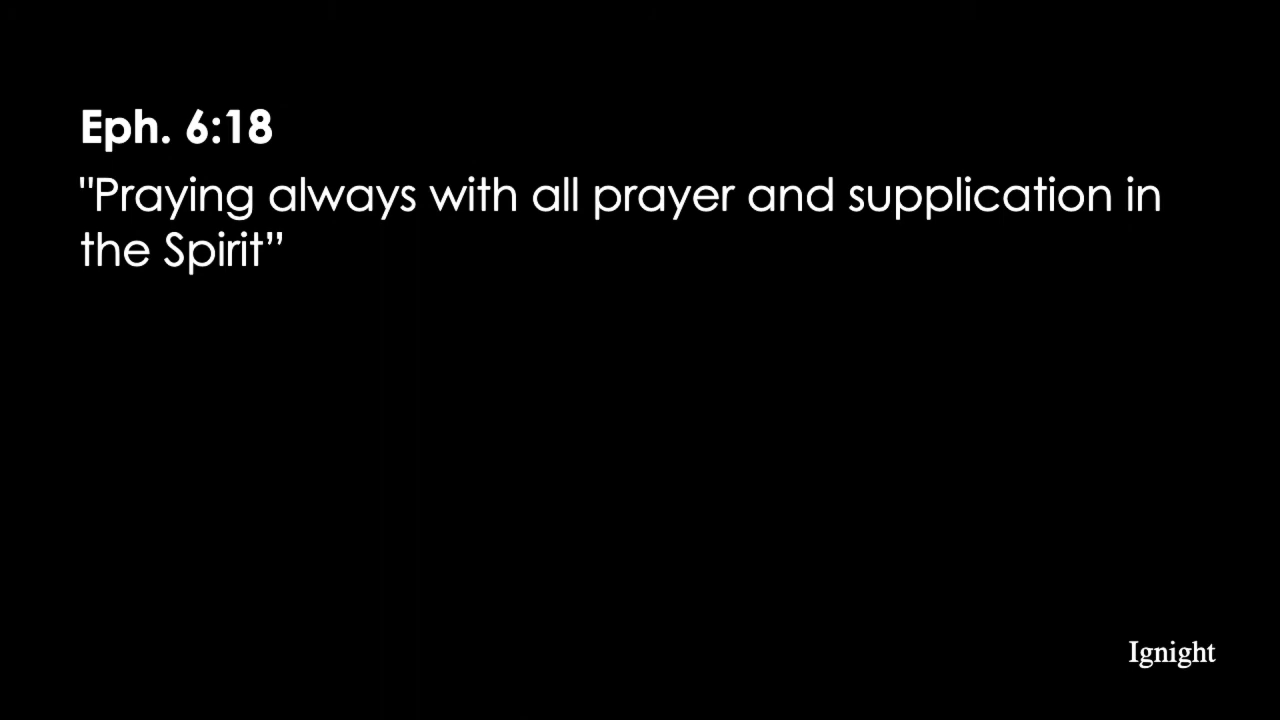 Eph. 6:18
"Praying always with all prayer and supplication in
the Spirit”
Ignight